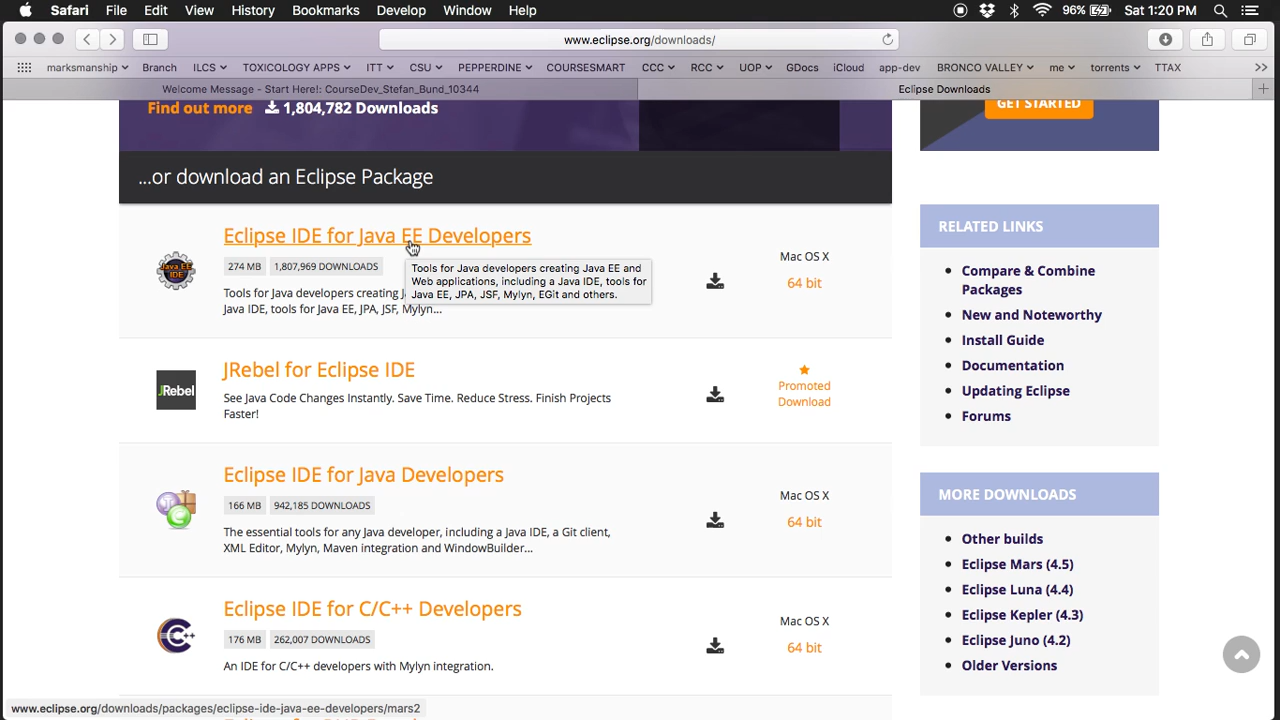 Safari File Edit View History Bookmarks Develop Window Help 96% Sat 1:20 PM
www.eclipse.org/downloads/
marksmanship Branch ILCS TOXICOLOGY APPS ITT CSU PEPPERDINE COURSESMART CCC RCC UOP GDocs iCloud app-dev BRONCO VALLEY me torrents TTAX
Welcome Message - Start Here!: CourseDev_Stefan_Bund_10344
Eclipse Downloads
Find out more 1,804,782 Downloads
GET STARTED
...or download an Eclipse Package
Eclipse IDE for Java EE Developers
Java EE
IDE
274 MB 1,807,969 DOWNLOADS
Tools for Java developers creating J
Java IDE, tools for Java EE, JPA, JSF, Mylyn...
Tools for Java developers creating Java EE and
Web applications, including a Java IDE, tools for
Java EE, JPA, JSF, Mylyn, EGit and others.
Mac OS X
64 bit
JRebel
JRebel for Eclipse IDE
See Java Code Changes Instantly. Save Time. Reduce Stress. Finish Projects
Faster!
Promoted
Download
Eclipse IDE for Java Developers
166 MB 942,185 DOWNLOADS
The essential tools for any Java developer, including a Java IDE, a Git client,
XML Editor, Mylyn, Maven integration and WindowBuilder...
Mac OS X
64 bit
Eclipse IDE for C/C++ Developers
C++
176 MB 262,007 DOWNLOADS
An IDE for C/C++ developers with Mylyn integration.
Mac OS X
64 bit
RELATED LINKS
Compare & Combine
Packages
New and Noteworthy
Install Guide
Documentation
Updating Eclipse
Forums
MORE DOWNLOADS
Other builds
Eclipse Mars (4.5)
Eclipse Luna (4.4)
Eclipse Kepler (4.3)
Eclipse Juno (4.2)
Older Versions
www.eclipse.org/downloads/packages/eclipse-ide-java-ee-developers/mars2